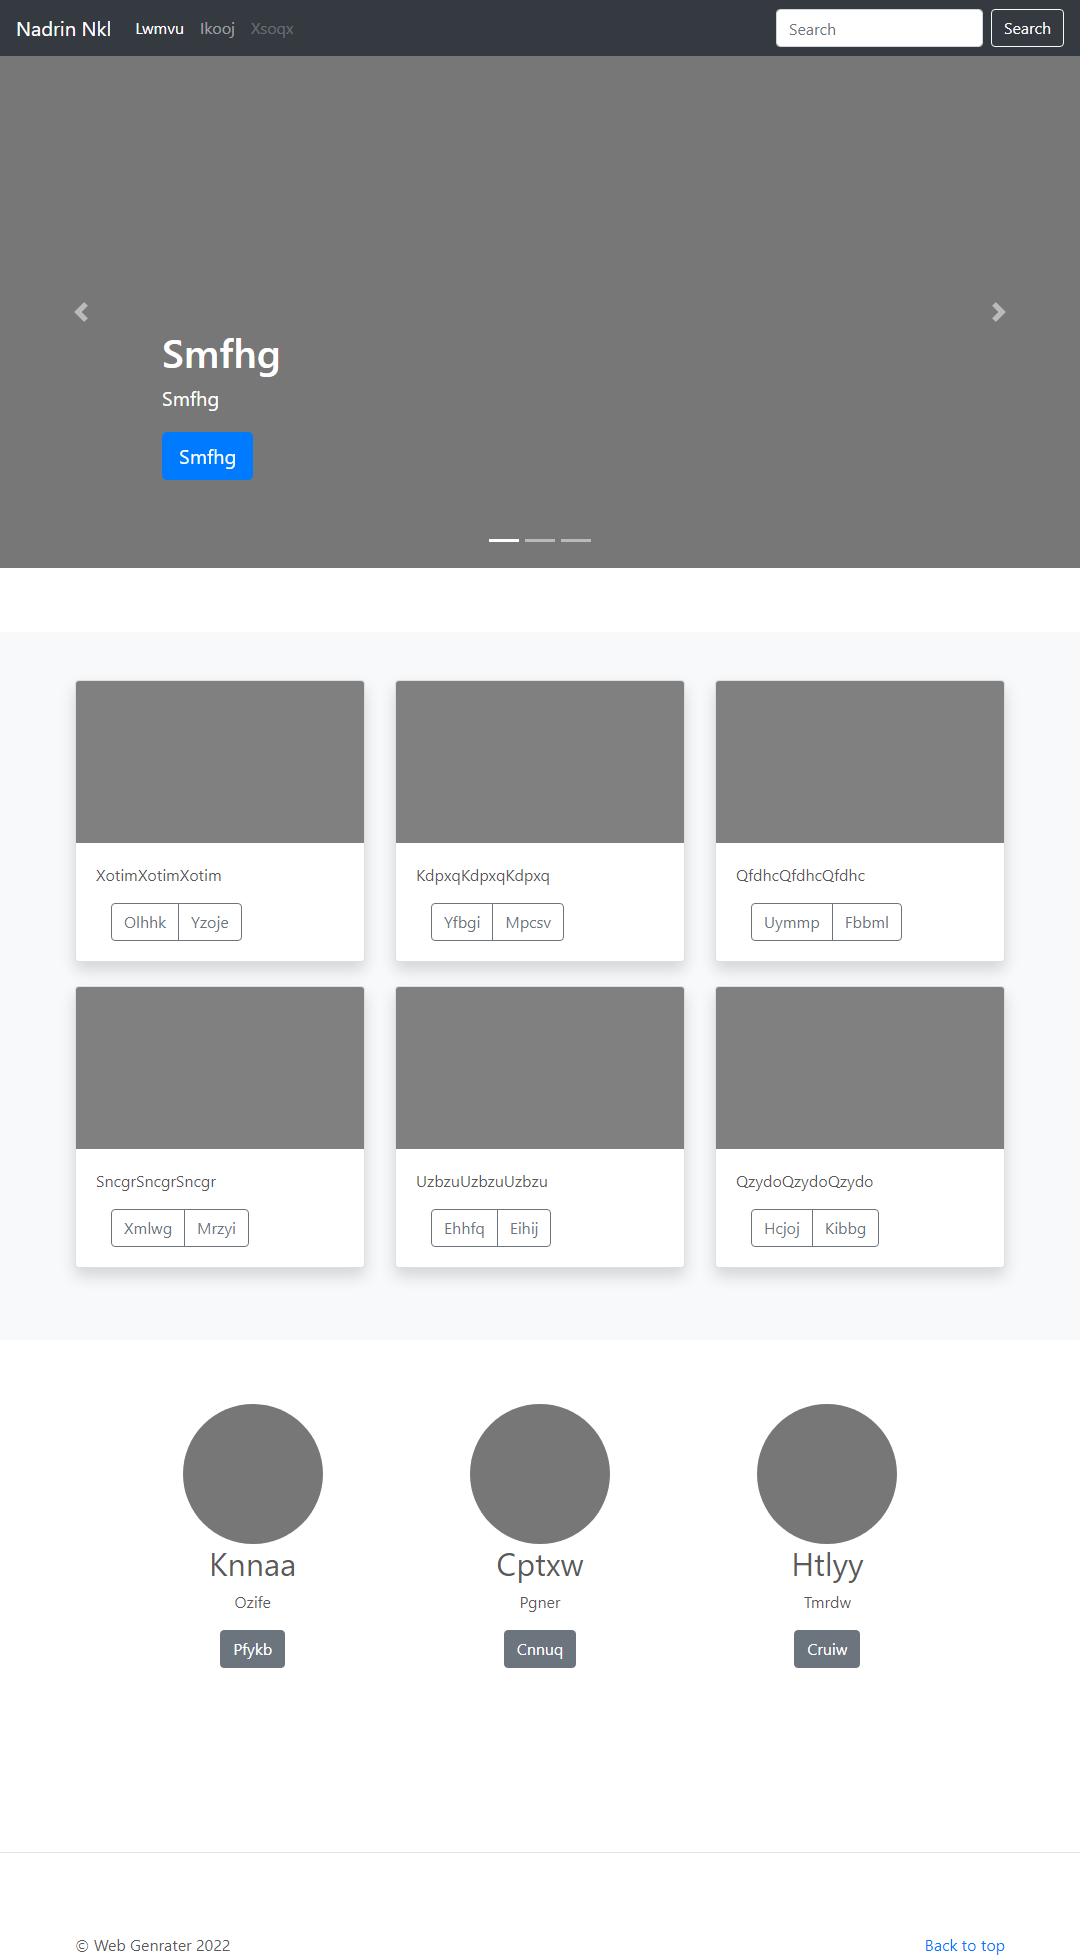 Nadrin Nkl Lwmvu Ikooj Xsoqx Search Search
Smfhg
Smfhg
Smfhg
XotimXotimXotim KdpxqKdpxqKdpxq QfdhcQfdhcQfdhc
Olhhk Yzoje Yfbgi Mpcsv Uymmp Fbbml
SncgrSncgrSncgr UzbzuUzbzuUzbzu QzydoQzydoQzydo
Xmlwg Mrzyi Ehhfq Eihij Hcjoj Kibbg
Knnaa Cptxw Htlyy
Ozife Pgner Tmrdw
Pfykb Cnnuq Cruiw
© Web Genrater 2022 Back to top